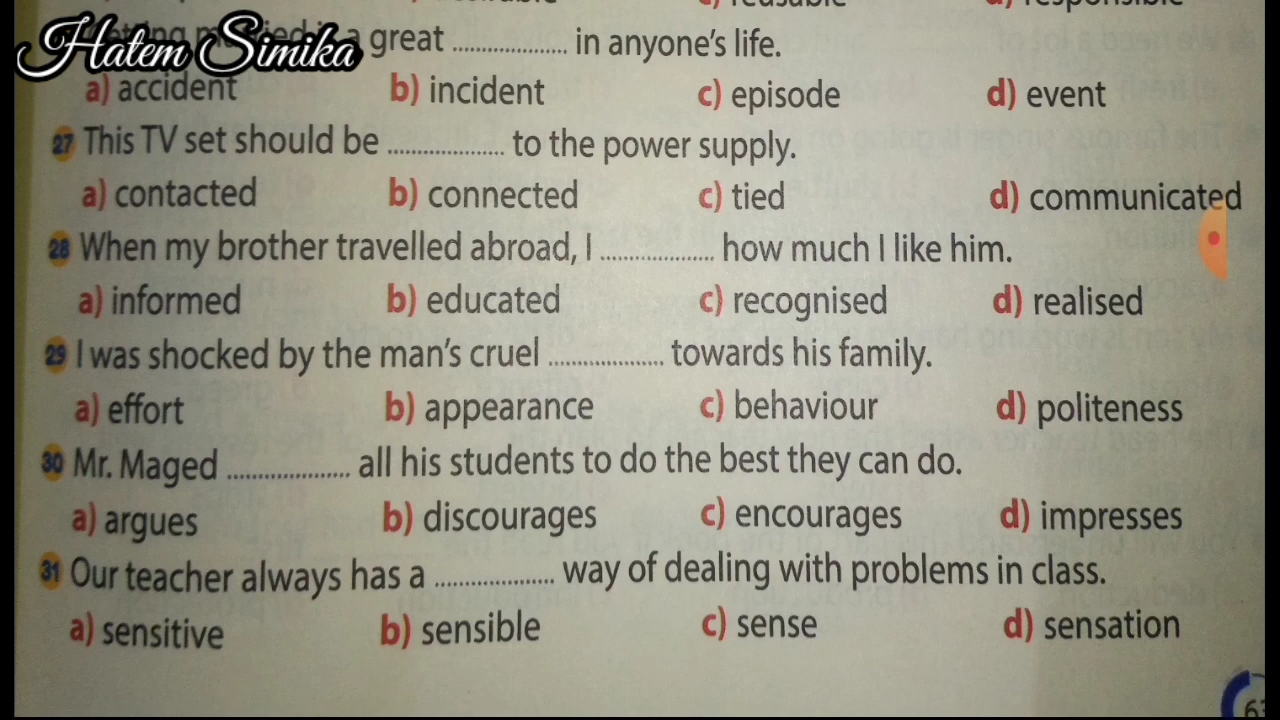 c) reusable d) responsible
Hatem Simika
a great .................... in anyone's life.
a) accident b) incident c) episode d) event
27 This TV set should be .................... to the power supply.
a) contacted b) connected c) tied d) communicated
28 When my brother travelled abroad, I .................... how much I like him.
a) informed b) educated c) recognised d) realised
29 I was shocked by the man's cruel .................... towards his family.
a) effort b) appearance c) behaviour d) politeness
30 Mr. Maged .................... all his students to do the best they can do.
a) argues b) discourages c) encourages d) impresses
31 Our teacher always has a .................... way of dealing with problems in class.
a) sensitive b) sensible c) sense d) sensation